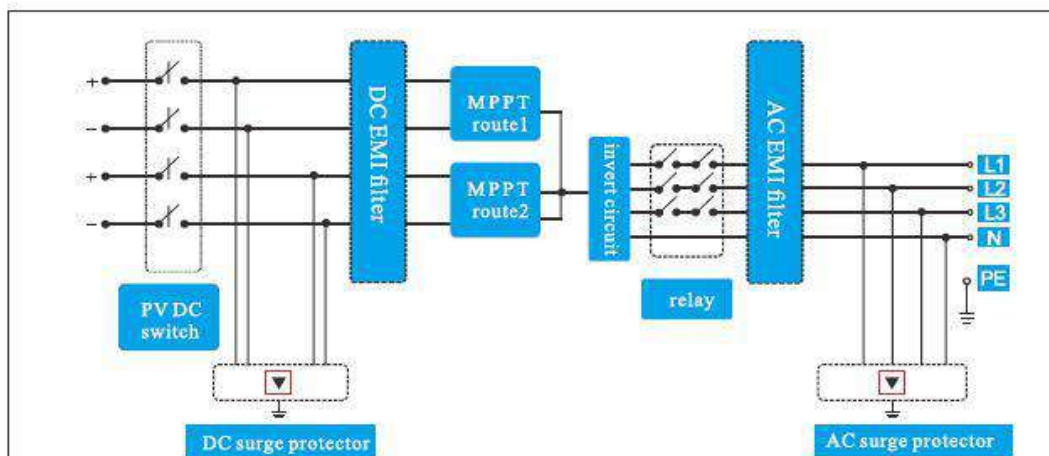 +
−
+
−
PV DC
switch
DC EMI filter
MPPT
route1
MPPT
route2
invert circuit
relay
AC EMI filter
L1
L2
L3
N
PE
DC surge protector
AC surge protector